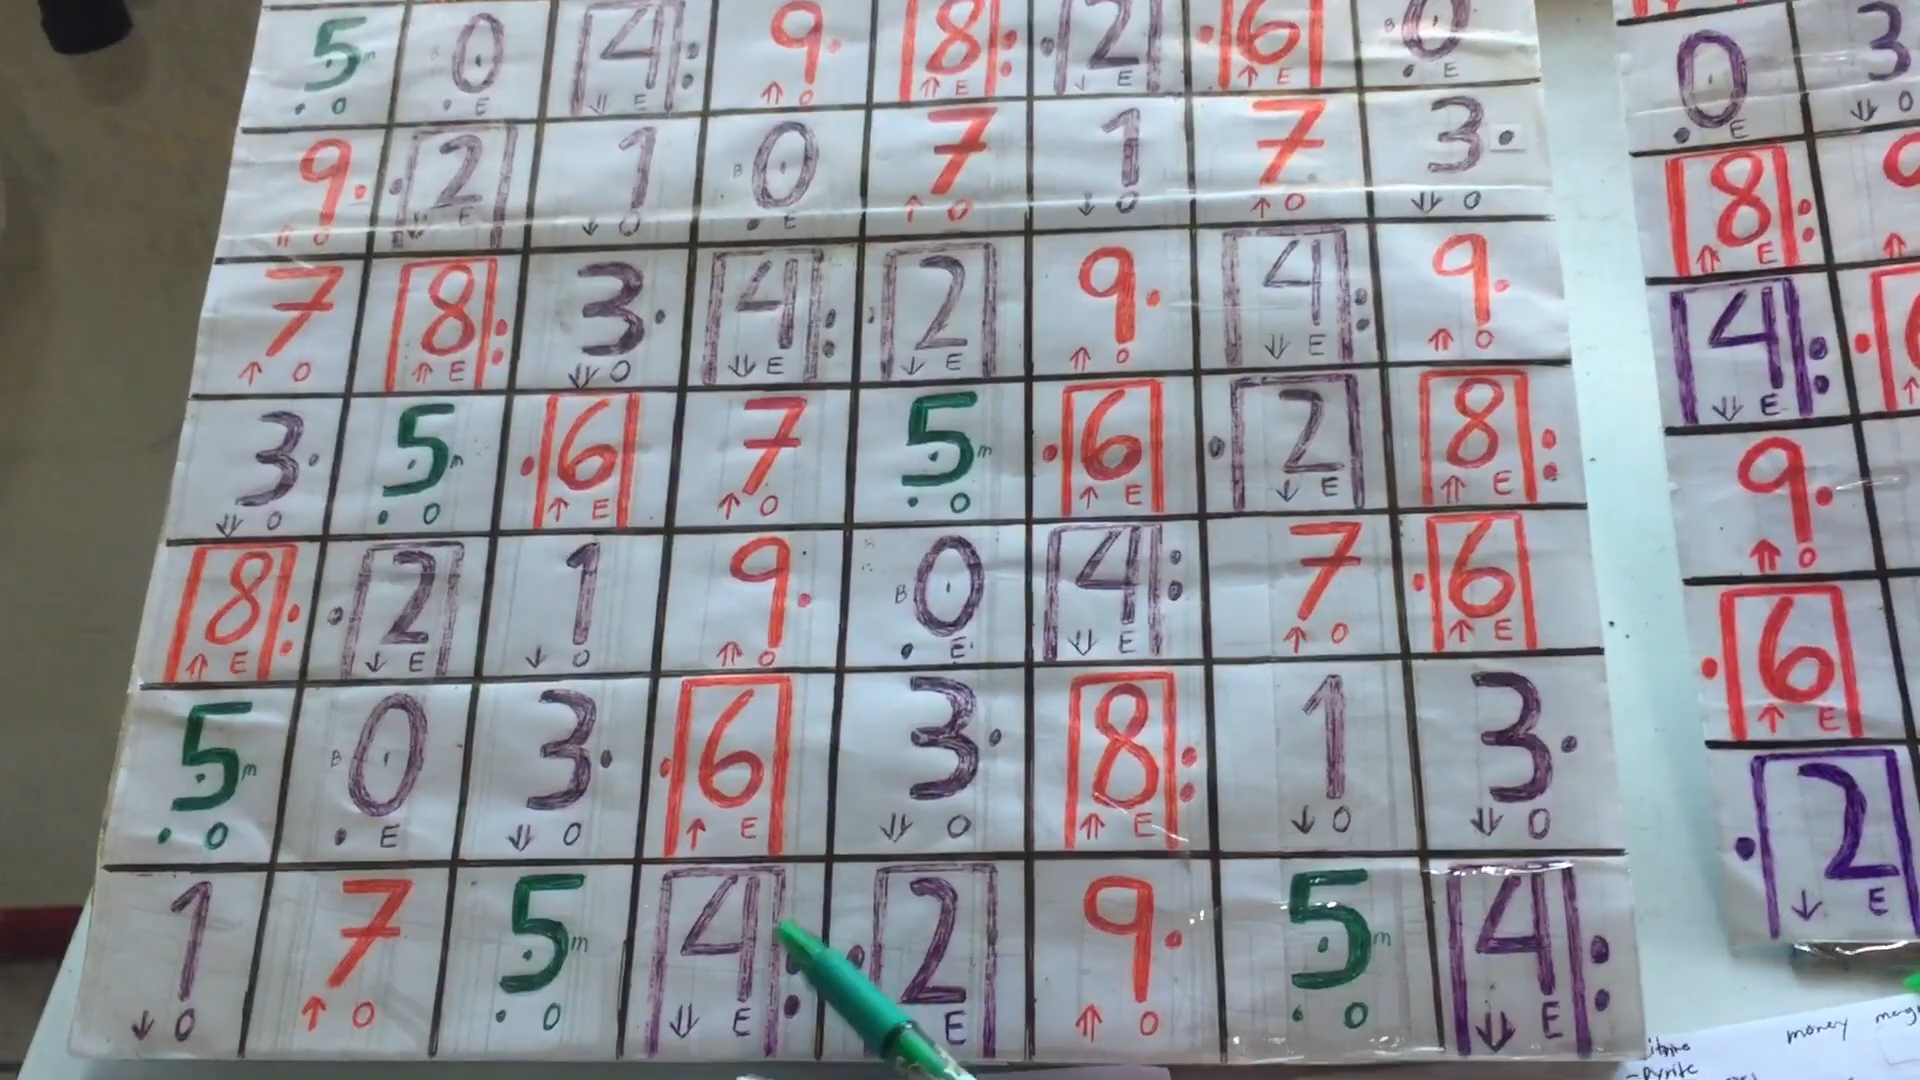 5 m 0 4 9 8 2 6 0
O E ⇊ E ⇈ O ⇈ E ↓ E ↑ E E
9 2 1 B 0 7 1 7 3
O E ↓ O E ↑ O ↓ O ↑ O ⇊ O
7 8 3 4 2 9 4 9
↑ O ⇈ E ⇊ O ⇊ E ↓ E ⇈ O ⇊ E ⇈ O
3 5 m 6 7 5 m 6 2 8
⇊ O O ↑ E ↑ O O ↑ E ↓ E ⇈ E
8 2 1 9 B 0 4 7 6
⇈ E ↓ E ↓ O ⇈ O E ⇊ E ↑ O ↑ E
5 m B 0 3 6 3 8 1 3
O E ⇊ O ↑ E ⇊ O ⇈ E ↓ O ⇊ O
1 7 5 m 4 2 9 5 m 4
↓ O ↑ O O ⇊ E E ⇈ O O ⇊ E
0 3
E ⇊ O
8
⇈ E
4
⇊ E
9
⇈ O
6
↑ E
2
↓ E
money
Pyrite